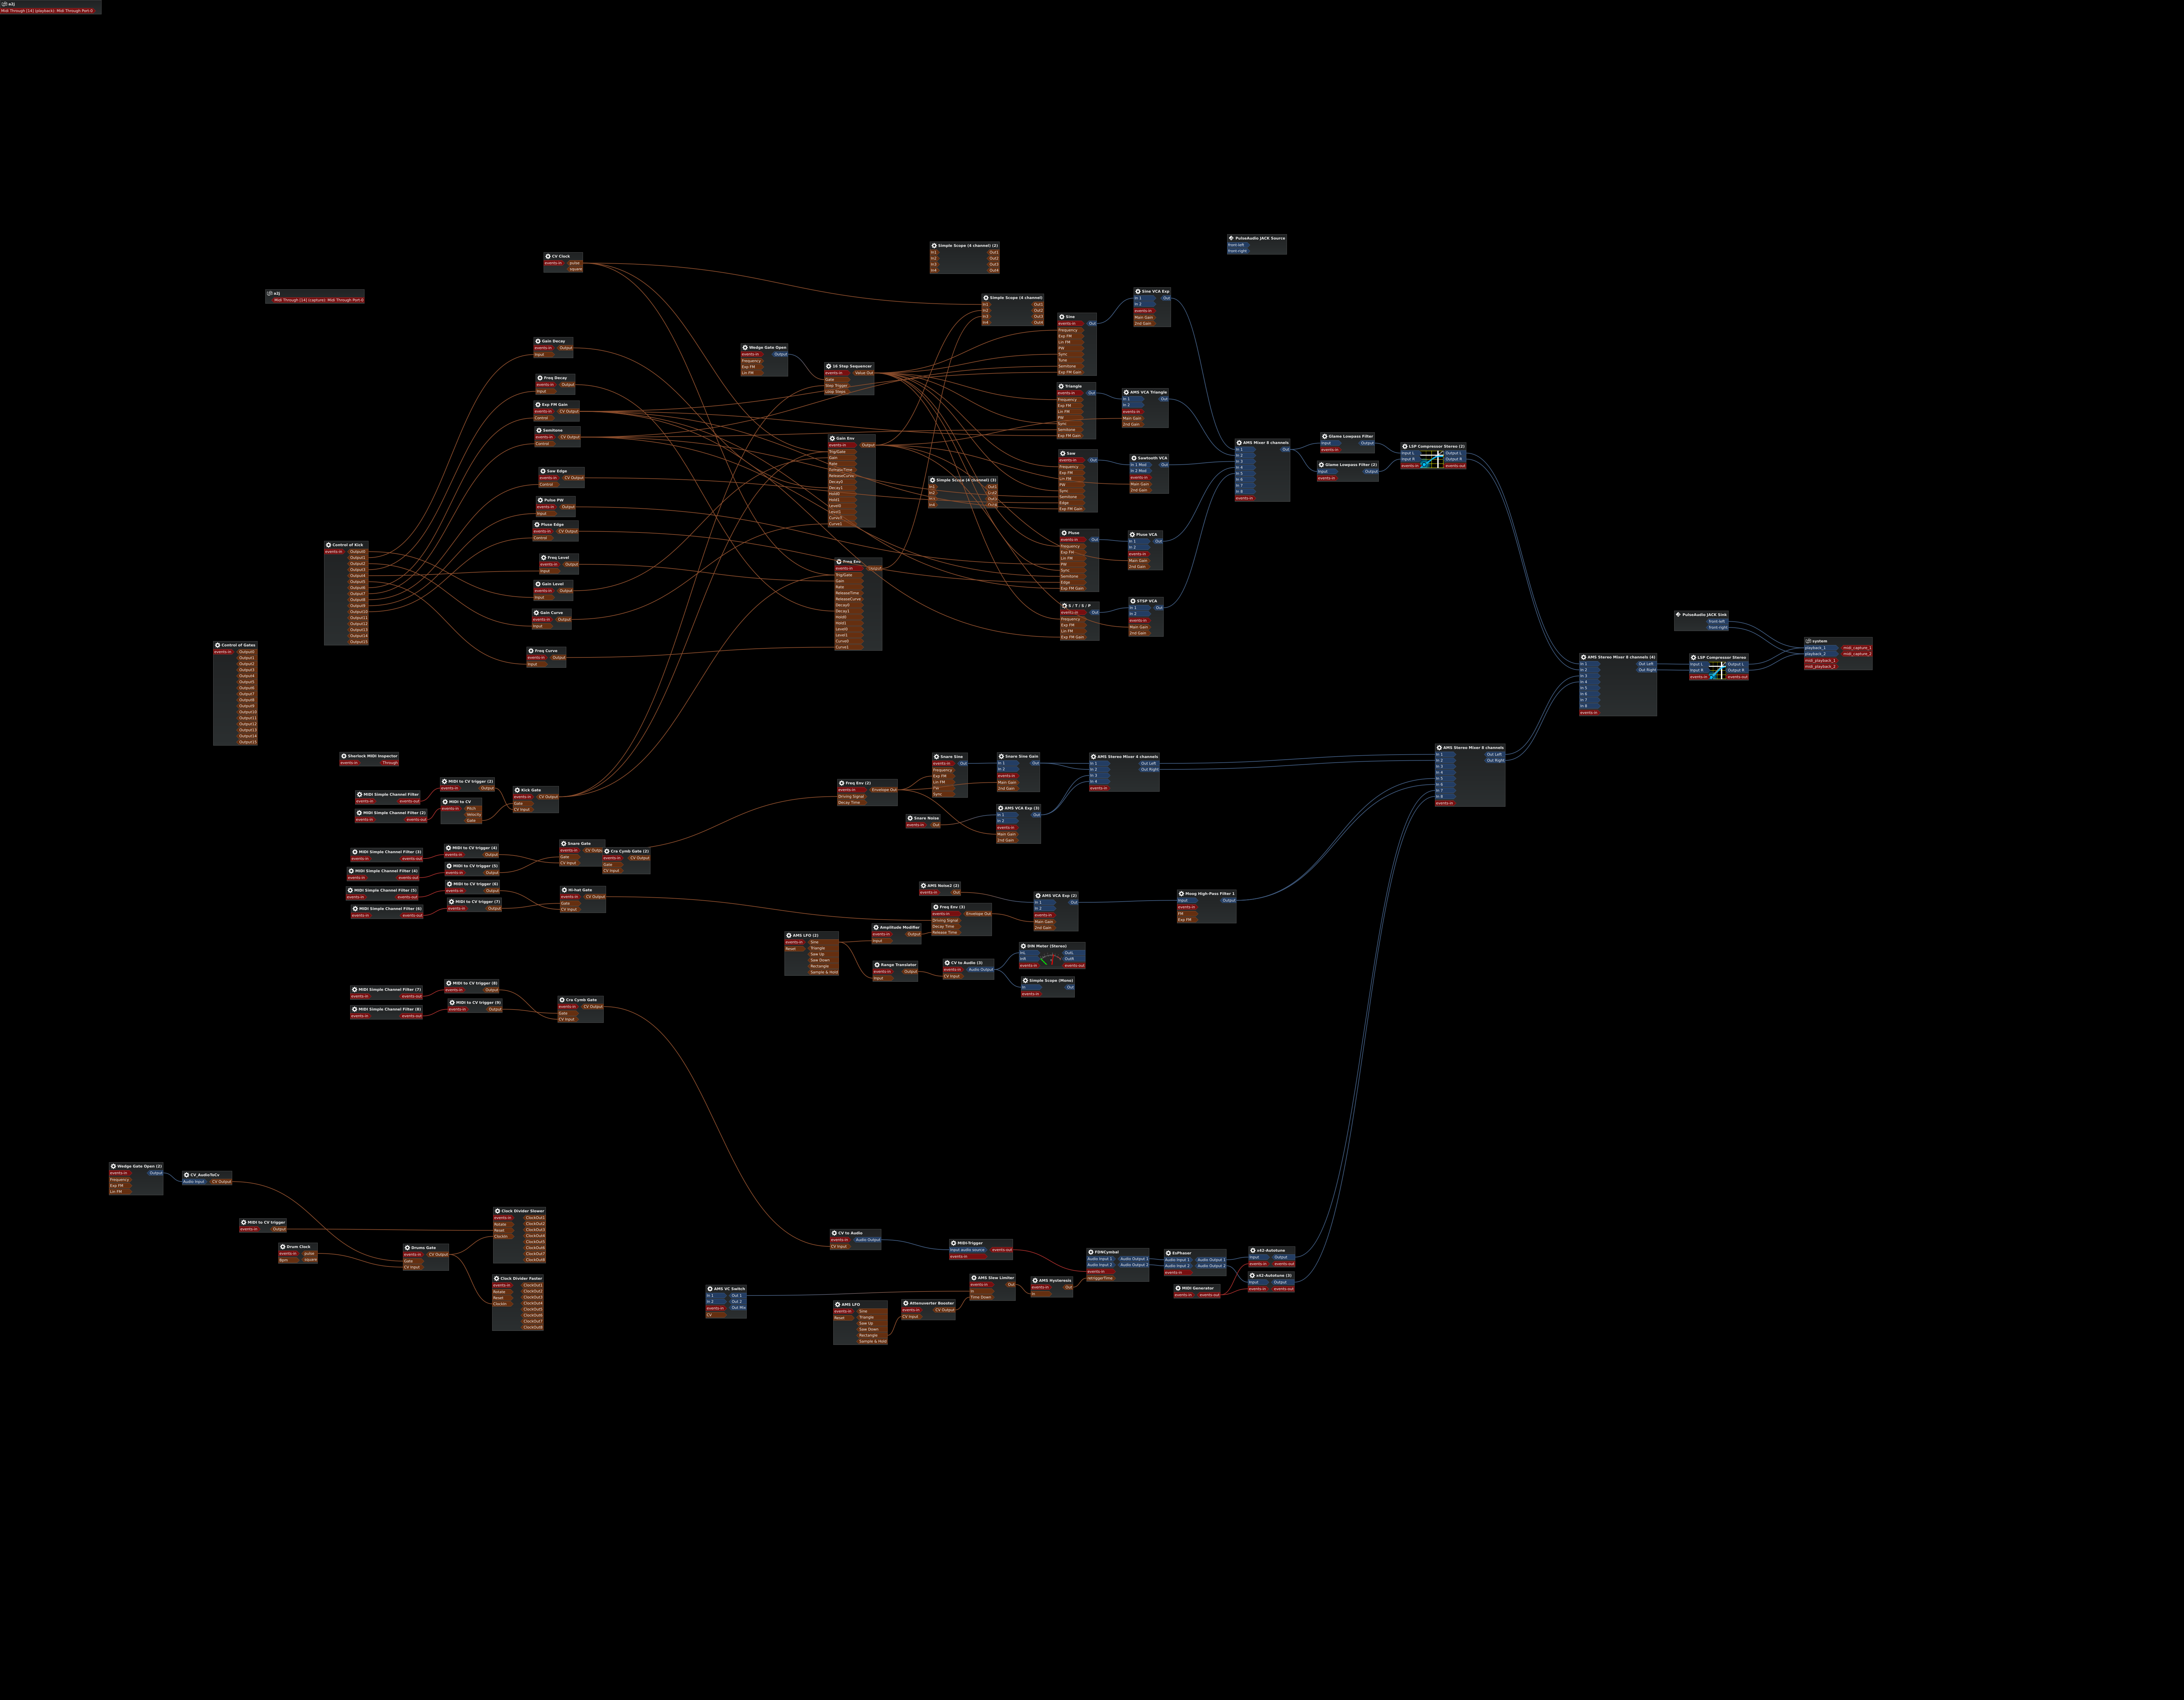 a2j
Midi Through [14] (playback): Midi Through Port-0
PulseAudio JACK Source
front-left
front-right
Simple Scope (4 channel) (2)
In1 Out1
In2 Out2
In3 Out3
In4 Out4
CV Clock
events-in pulse
square
a2j
Midi Through [14] (capture): Midi Through Port-0
Simple Scope (4 channel)
In1 Out1
In2 Out2
In3 Out3
In4 Out4
Sine VCA Exp
In 1 Out
In 2
events-in
Main Gain
2nd Gain
Sine
events-in Out
Frequency
Exp FM
Lin FM
PW
Sync
Tune
Semitone
Exp FM Gain
Gain Decay
events-in Output
Input
Wedge Gate Open
events-in Output
Frequency
Exp FM
Lin FM
16 Step Sequencer
events-in Value Out
Gate
Step Trigger
Loop Steps
Freq Decay
events-in Output
Input
Triangle
events-in Out
Frequency
Exp FM
Lin FM
PW
Sync
Semitone
Exp FM Gain
AMS VCA Triangle
In 1 Out
In 2
events-in
Main Gain
2nd Gain
Exp FM Gain
events-in CV Output
Control
Semitone
events-in CV Output
Control
Gain Env
events-in Output
Trig/Gate
Gain
Rate
ReleaseCurve
Decay0
Decay1
Hold0
Hold1
Level0
Level1
Curve0
Curve1
AMS Mixer 8 channels
In 1 Out
In 2
In 3
In 4
In 5
In 6
In 7
In 8
events-in
Glame Lowpass Filter
Input Output
events-in
Glame Lowpass Filter (2)
Input Output
events-in
LSP Compressor Stereo (2)
Input L Output L
Input R Output R
events-in events-out
Saw
events-in Out
Frequency
Exp FM
Lin FM
PW
Sync
Semitone
Edge
Exp FM Gain
Sawtooth VCA
In 1 Mod Out
In 2 Mod
events-in
Main Gain
2nd Gain
Saw Edge
events-in CV Output
Control
Simple Scope (4 channel) (3)
In1 Out1
In4 Out4
Pulse PW
events-in Output
Input
Pluse Edge
events-in CV Output
Control
Pluse
events-in Out
Frequency
Exp FM
Lin FM
PW
Sync
Semitone
Edge
Exp FM Gain
Pluse VCA
In 1 Out
In 2
events-in
Main Gain
2nd Gain
Control of Kick
events-in Output0
Output1
Output2
Output3
Output4
Output5
Output6
Output7
Output8
Output9
Output10
Output11
Output12
Output13
Output14
Output15
Freq Level
events-in Output
Input
Freq Env
events-in Output
Trig/Gate
Gain
Rate
ReleaseTime
ReleaseCurve
Decay0
Decay1
Hold0
Hold1
Level0
Level1
Curve0
Curve1
Gain Level
events-in Output
Input
Gain Curve
events-in Output
Input
S / T / S / P
events-in Out
Frequency
Exp FM
Lin FM
Exp FM Gain
STSP VCA
In 1 Out
In 2
events-in
Main Gain
2nd Gain
PulseAudio JACK Sink
front-left
front-right
system
playback_1 midi_capture_1
playback_2 midi_capture_2
midi_playback_1
midi_playback_2
Control of Gates
events-in Output0
Output1
Output2
Output3
Output4
Output5
Output6
Output7
Output8
Output9
Output10
Output11
Output12
Output13
Output14
Output15
Freq Curve
events-in Output
Input
AMS Stereo Mixer 8 channels (4)
In 1 Out Left
In 2 Out Right
In 3
In 4
In 5
In 6
In 7
In 8
events-in
LSP Compressor Stereo
Input L Output L
Input R Output R
events-in events-out
AMS Stereo Mixer 8 channels
In 1 Out Left
In 2 Out Right
In 3
In 4
In 5
In 6
In 7
In 8
events-in
Sherlock MIDI Inspector
events-in Through
Snare Sine
events-in Out
Frequency
Exp FM
Lin FM
PW
Sync
Snare Sine Gain
In 1 Out
In 2
events-in
Main Gain
2nd Gain
AMS Stereo Mixer 4 channels
In 1 Out Left
In 2 Out Right
In 3
In 4
events-in
MIDI to CV trigger (2)
events-in Output
Freq Env (2)
events-in Envelope Out
Driving Signal
Decay Time
Kick Gate
events-in CV Output
Gate
CV Input
MIDI Simple Channel Filter
events-in events-out
MIDI to CV
events-in Pitch
Velocity
Gate
MIDI Simple Channel Filter (2)
events-in events-out
AMS VCA Exp (3)
In 1 Out
In 2
events-in
Main Gain
2nd Gain
Snare Noise
events-in Out
Snare Gate
events-in CV Output
Gate
CV Input
Cra Cymb Gate (2)
events-in CV Output
Gate
CV Input
MIDI Simple Channel Filter (3)
events-in events-out
MIDI to CV trigger (4)
events-in Output
MIDI to CV trigger (5)
events-in Output
MIDI Simple Channel Filter (4)
events-in events-out
MIDI to CV trigger (6)
events-in Output
MIDI Simple Channel Filter (5)
events-in events-out
MIDI to CV trigger (7)
events-in Output
MIDI Simple Channel Filter (6)
events-in events-out
Hi-hat Gate
events-in CV Output
Gate
CV Input
AMS Noise2 (2)
events-in Out
AMS VCA Exp (2)
In 1 Out
In 2
events-in
Main Gain
2nd Gain
Moog High-Pass Filter 1
Input Output
events-in
FM
Exp FM
Freq Env (3)
events-in Envelope Out
Driving Signal
Decay Time
Release Time
Amplitude Modifier
events-in Output
Input
AMS LFO (2)
events-in Sine
Reset Triangle
Saw Up
Saw Down
Rectangle
Sample & Hold
DIN Meter (Stereo)
InL OutL
InR OutR
events-in events-out
Range Translator
events-in Output
Input
CV to Audio (3)
events-in Audio Output
CV Input
Simple Scope (Mono)
In Out
events-in
MIDI Simple Channel Filter (7)
events-in events-out
MIDI to CV trigger (8)
events-in Output
MIDI to CV trigger (9)
events-in Output
MIDI Simple Channel Filter (8)
events-in events-out
Cra Cymb Gate
events-in CV Output
Gate
CV Input
Wedge Gate Open (2)
events-in Output
Frequency
Exp FM
Lin FM
CV_AudioToCv
Audio Input CV Output
MIDI to CV trigger
events-in Output
Clock Divider Slower
events-in ClockOut1
Rotate ClockOut2
Reset ClockOut3
ClockIn ClockOut4
ClockOut5
ClockOut6
ClockOut7
ClockOut8
Drum Clock
events-in pulse
Bpm square
Drums Gate
events-in CV Output
Gate
CV Input
Clock Divider Faster
events-in ClockOut1
Rotate ClockOut2
Reset ClockOut3
ClockIn ClockOut4
ClockOut5
ClockOut6
ClockOut7
ClockOut8
CV to Audio
events-in Audio Output
CV Input
MIDI-Trigger
Input audio source events-out
events-in
FDNCymbal
Audio Input 1 Audio Output 1
Audio Input 2 Audio Output 2
events-in
retriggerTime
EsPhaser
Audio Input 1 Audio Output 1
Audio Input 2 Audio Output 2
events-in
x42-Autotune
Input Output
events-in events-out
x42-Autotune (3)
Input Output
events-in events-out
MIDI Generator
events-in events-out
AMS VC Switch
In 1 Out 1
In 2 Out 2
events-in Out Mix
CV
AMS Slew Limiter
events-in Out
In
Time Down
AMS Hysteresis
events-in Out
In
AMS LFO
events-in Sine
Reset Triangle
Saw Up
Saw Down
Rectangle
Sample & Hold
Attenuverter Booster
events-in CV Output
CV Input